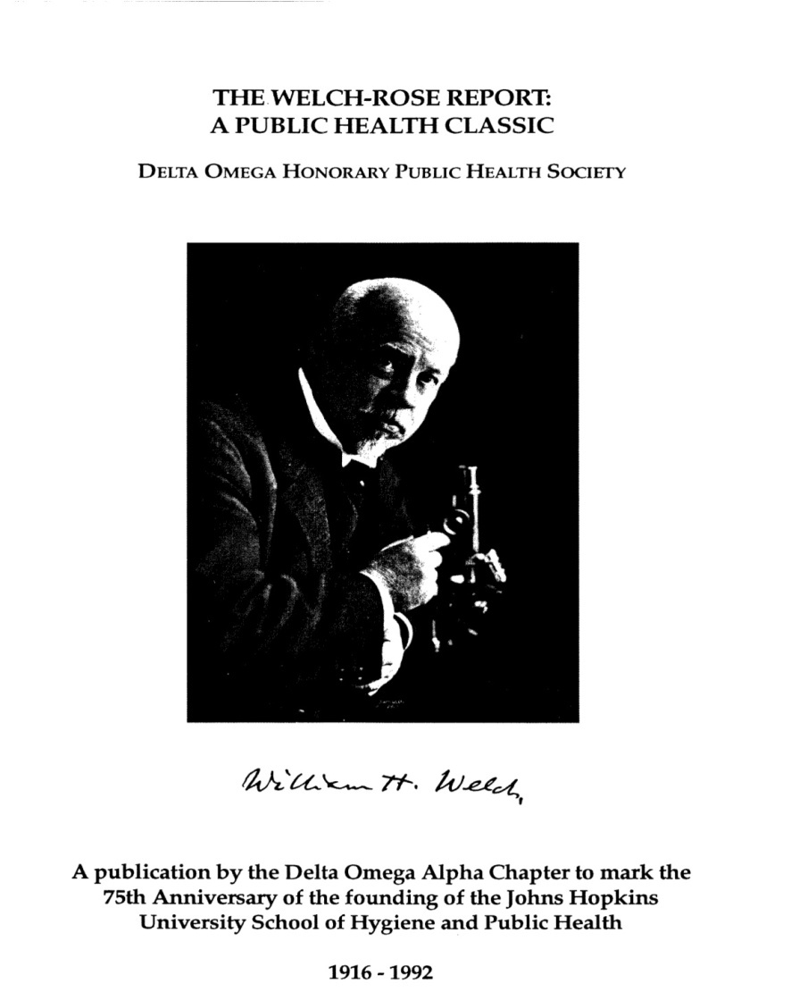 THE WELCH-ROSE REPORT:
A PUBLIC HEALTH CLASSIC
DELTA OMEGA HONORARY PUBLIC HEALTH SOCIETY
William H. Welch
A publication by the Delta Omega Alpha Chapter to mark the
75th Anniversary of the founding of the Johns Hopkins
University School of Hygiene and Public Health
1916 - 1992